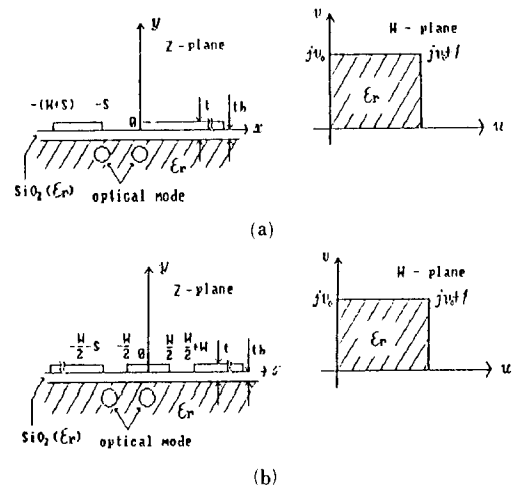 y
Z-plane
-(W+S) -S 0 t th x
SiO₂(εr) optical mode εr
v
W-plane
jv₀ jv₀+1
εr
u
(a)
y
Z-plane
-W/2-S -W/2 0 W/2 W/2+W t th x
SiO₂(εr) optical mode εr
v
W-plane
jv₀ jv₀+1
εr
u
(b)